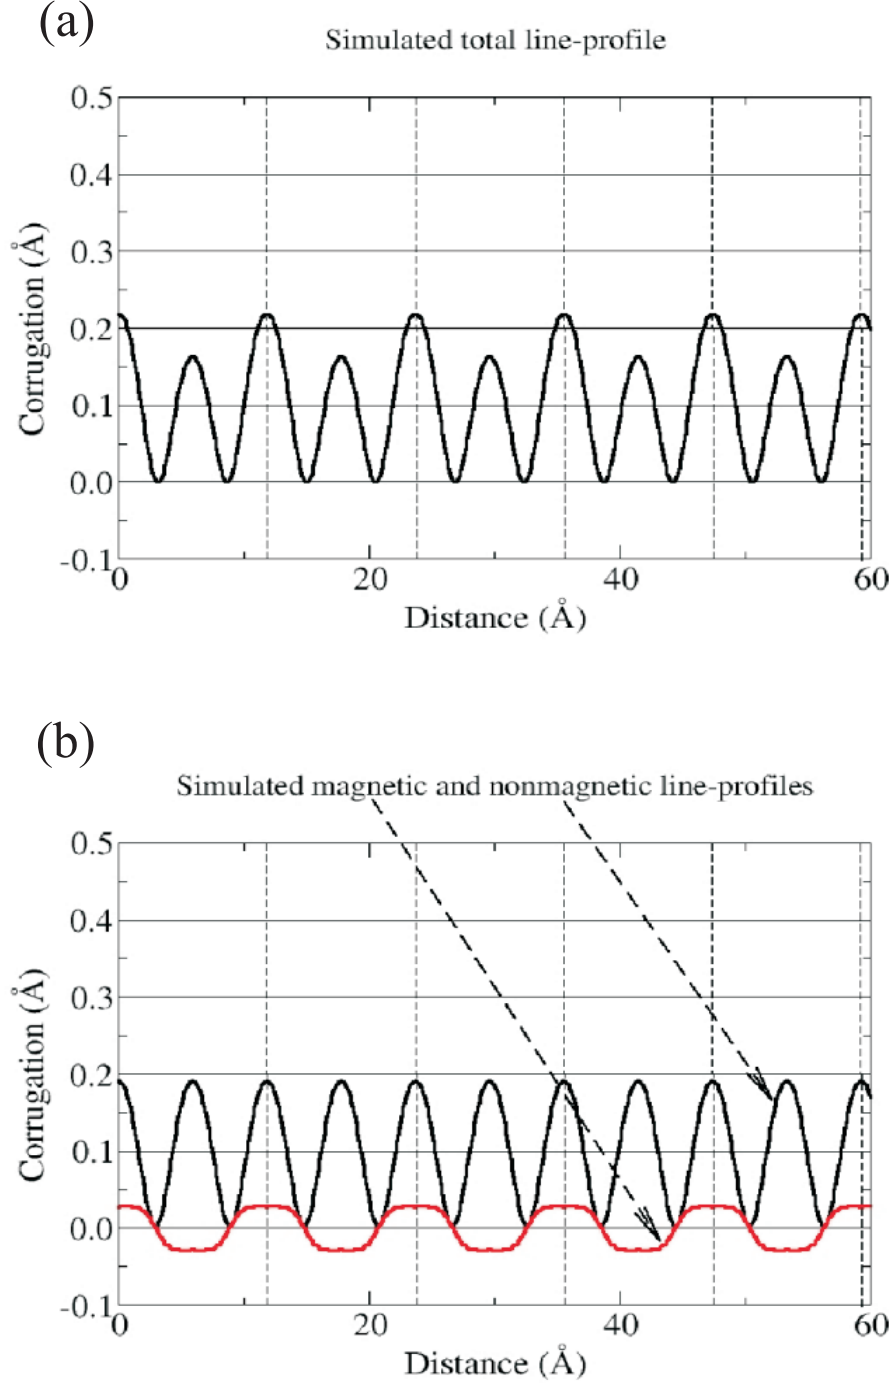 (a)
Simulated total line-profile
0.5
0.4
0.3
0.2
0.1
0.0
-0.1
Corrugation (Å)
0 20 40 60
Distance (Å)
(b)
Simulated magnetic and nonmagnetic line-profiles
0.5
0.4
0.3
0.2
0.1
0.0
-0.1
Corrugation (Å)
0 20 40 60
Distance (Å)